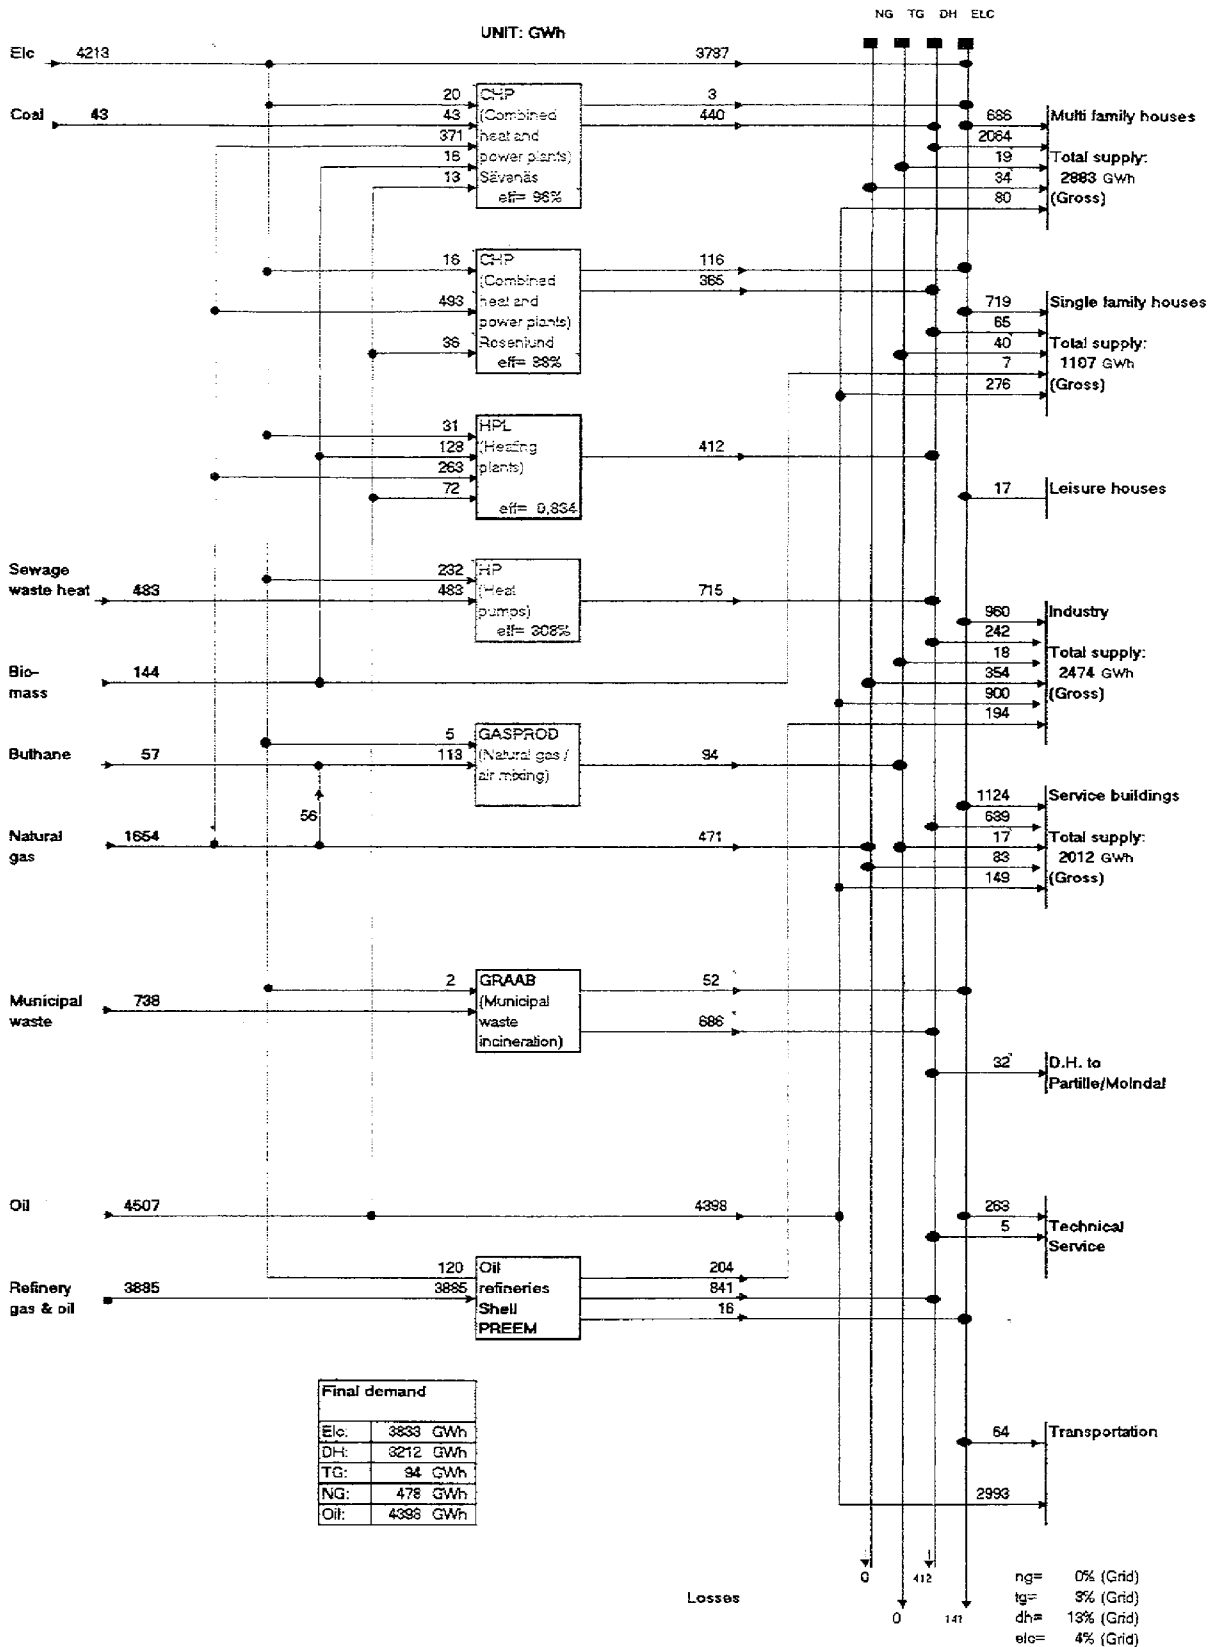 NG TG DH ELC
UNIT: GWh
Elc 4213 3787
Coal 43
20
43
371
16
13
CHP
(Combined
heat and
power plants)
Sävenäs
eff= 96%
3
440
686
2064
19
34
80
Multi family houses
Total supply:
2883 GWh
(Gross)
16
493
36
CHP
(Combined
heat and
power plants)
Rosenlund
eff= 88%
116
365
719
65
40
7
276
Single family houses
Total supply:
1107 GWh
(Gross)
31
128
263
72
HPL
(Heating
plants)
eff= 0,834
412
17
Leisure houses
Sewage
waste heat
483
232
483
HP
(Heat
pumps)
eff= 308%
715
960
242
18
354
900
194
Industry
Total supply:
2474 GWh
(Gross)
Bio-
mass
144
Buthane
57
5
113
GASPROD
(Natural gas /
air mixing)
94
56
Natural
gas
1654
471
1124
639
17
83
149
Service buildings
Total supply:
2012 GWh
(Gross)
Municipal
waste
738
2
GRAAB
(Municipal
waste
incineration)
52
686
32
D.H. to
Partille/Molndal
Oil
4507
4398
263
5
Technical
Service
Refinery
gas & oil
3885
120
3885
Oil
refineries
Shell
PREEM
204
841
16
Final demand
Elc: 3833 GWh
DH: 3212 GWh
TG: 94 GWh
NG: 478 GWh
Oil: 4398 GWh
64
2993
Transportation
0 412
Losses
0 141
ng= 0% (Grid)
tg= 3% (Grid)
dh= 13% (Grid)
elc= 4% (Grid)